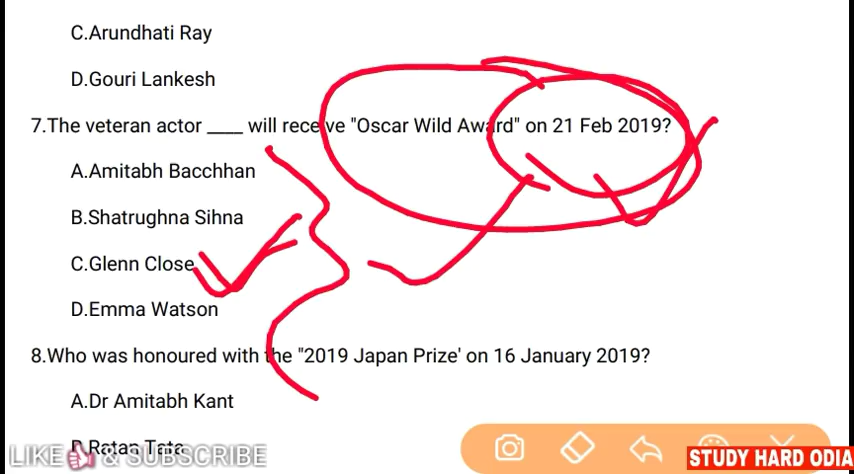 C.Arundhati Ray
D.Gouri Lankesh
7.The veteran actor ____ will receive "Oscar Wild Award" on 21 Feb 2019?
A.Amitabh Bacchhan
B.Shatrughna Sihna
C.Glenn Close
D.Emma Watson
8.Who was honoured with the "2019 Japan Prize' on 16 January 2019?
A.Dr Amitabh Kant
B.Ratan Tata
LIKE & SUBSCRIBE
STUDY HARD ODIA